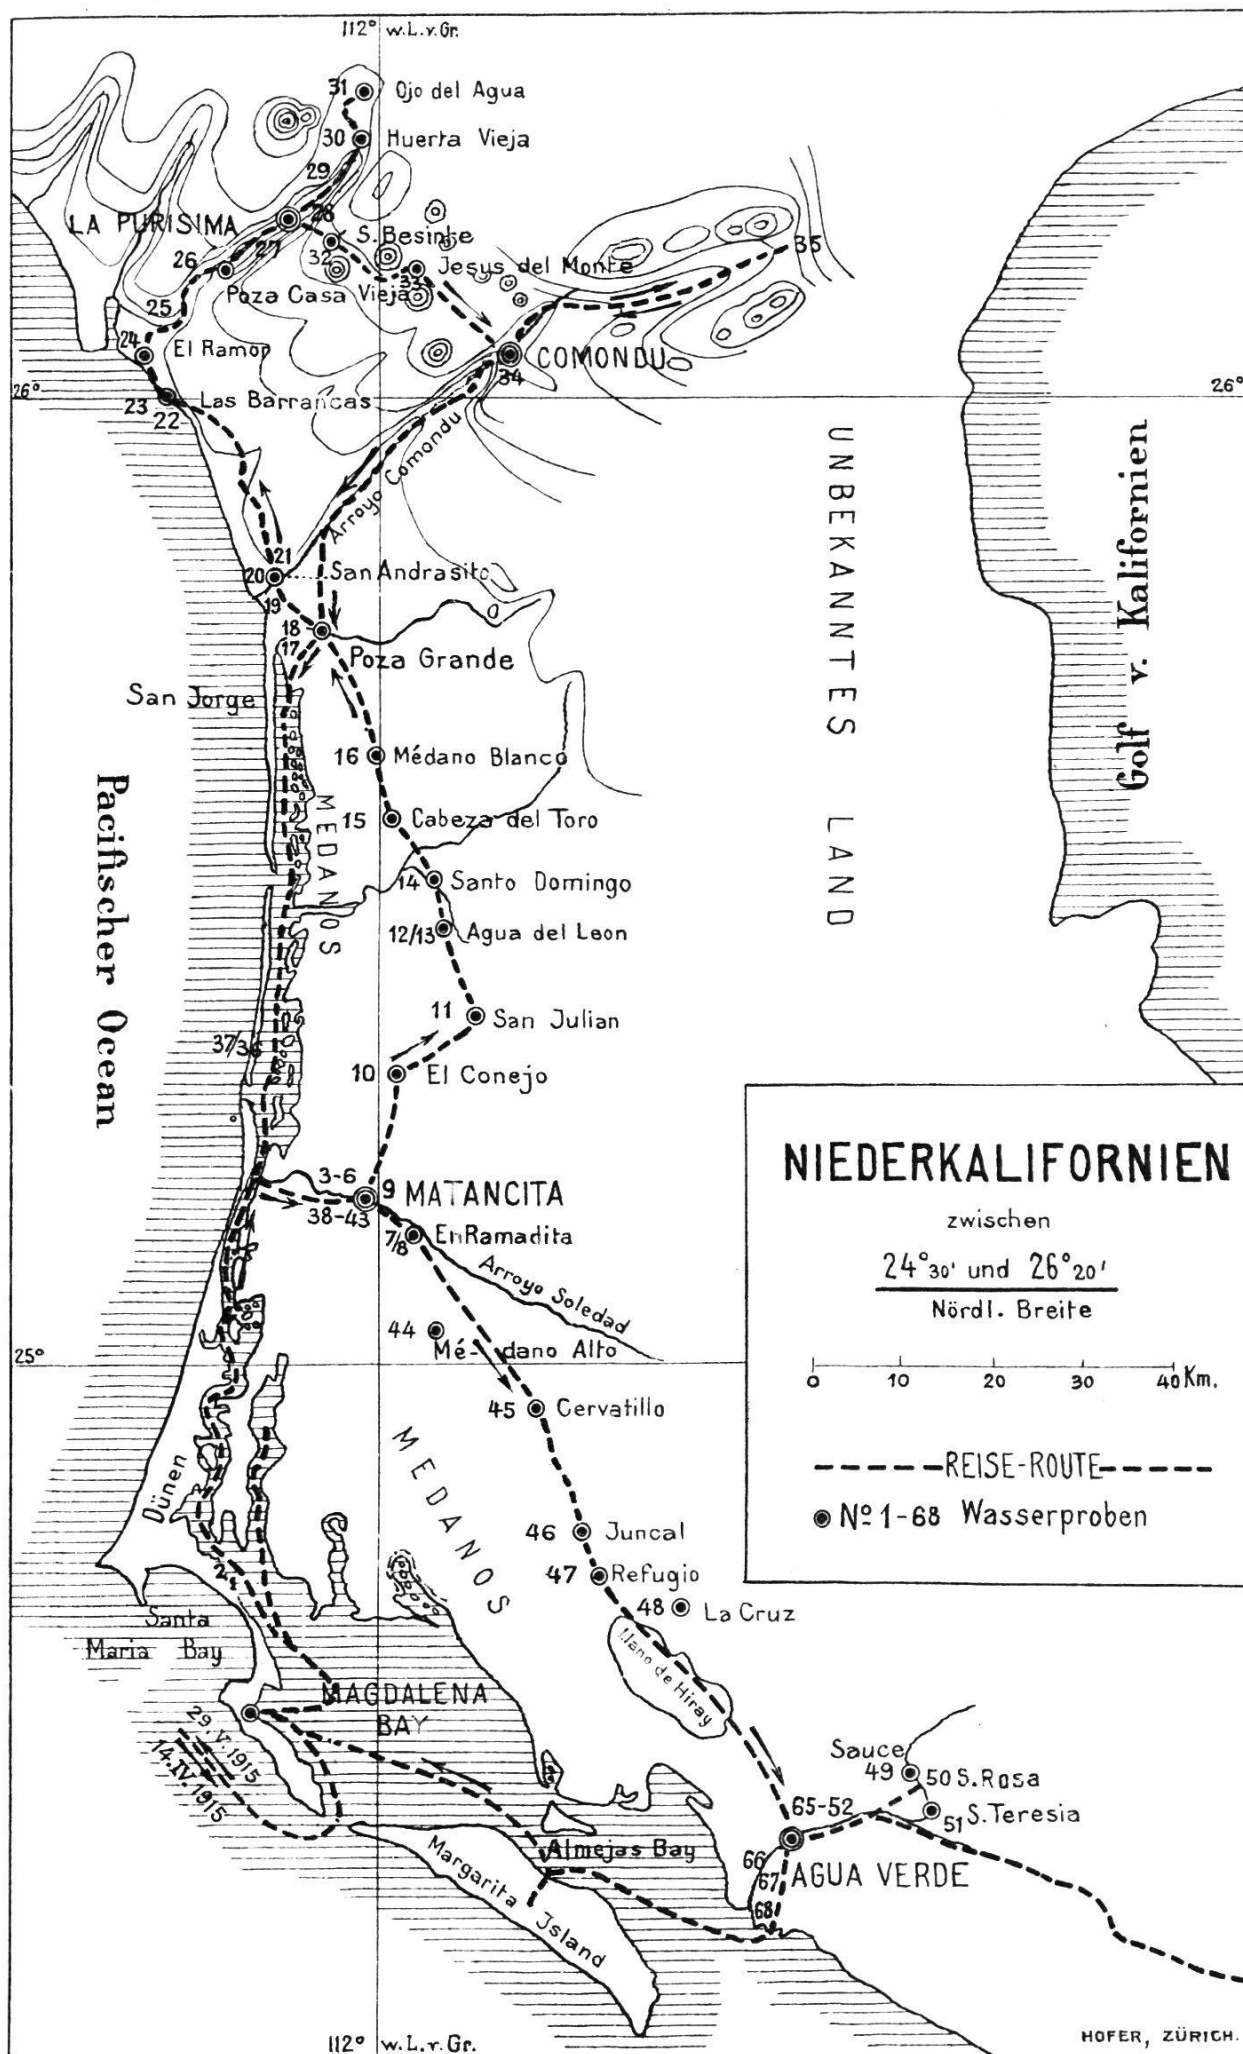 112° w.L.v.Gr.
31 Ojo del Agua
30 Huerta Vieja
29
LA PURISIMA
28
S. Besinke
27
26
32
33
Jesus del Monte
35
25
Poza Casa Vieja
24
El Ramon
COMONDU
34
26°
26°
23
22
Las Barrancas
Arroyo Comondu
21
20
San Andrasito
19
18
17
Poza Grande
San Jorge
UNBEKANNTES LAND
Golf v. Kalifornien
16 Médano Blanco
15 Cabeza del Toro
MEDANOS
14 Santo Domingo
12/13 Agua del Leon
Pacifischer Ocean
11 San Julian
37/36
10 El Conejo
3-6
9 MATANCITA
38-43
7/8 EnRamadita
Arroyo Soledad
44
Mé-dano Alto
25°
45 Cervatillo
MEDANOS
Dünen
46 Juncal
47 Refugio
48 La Cruz
Llano de Hiray
Santa
Maria Bay
MAGDALENA
BAY
29.V.1915
14.IV.1915
Sauce
49
50 S.Rosa
51 S.Teresia
65-52
66
67
68
AGUA VERDE
Almejas Bay
Margarita Island
NIEDERKALIFORNIEN
zwischen
24°30' und 26°20'
Nördl. Breite
0 10 20 30 40 Km.
REISE-ROUTE
No 1-68 Wasserproben
112° w.L.v.Gr.
HOFER, ZÜRICH.